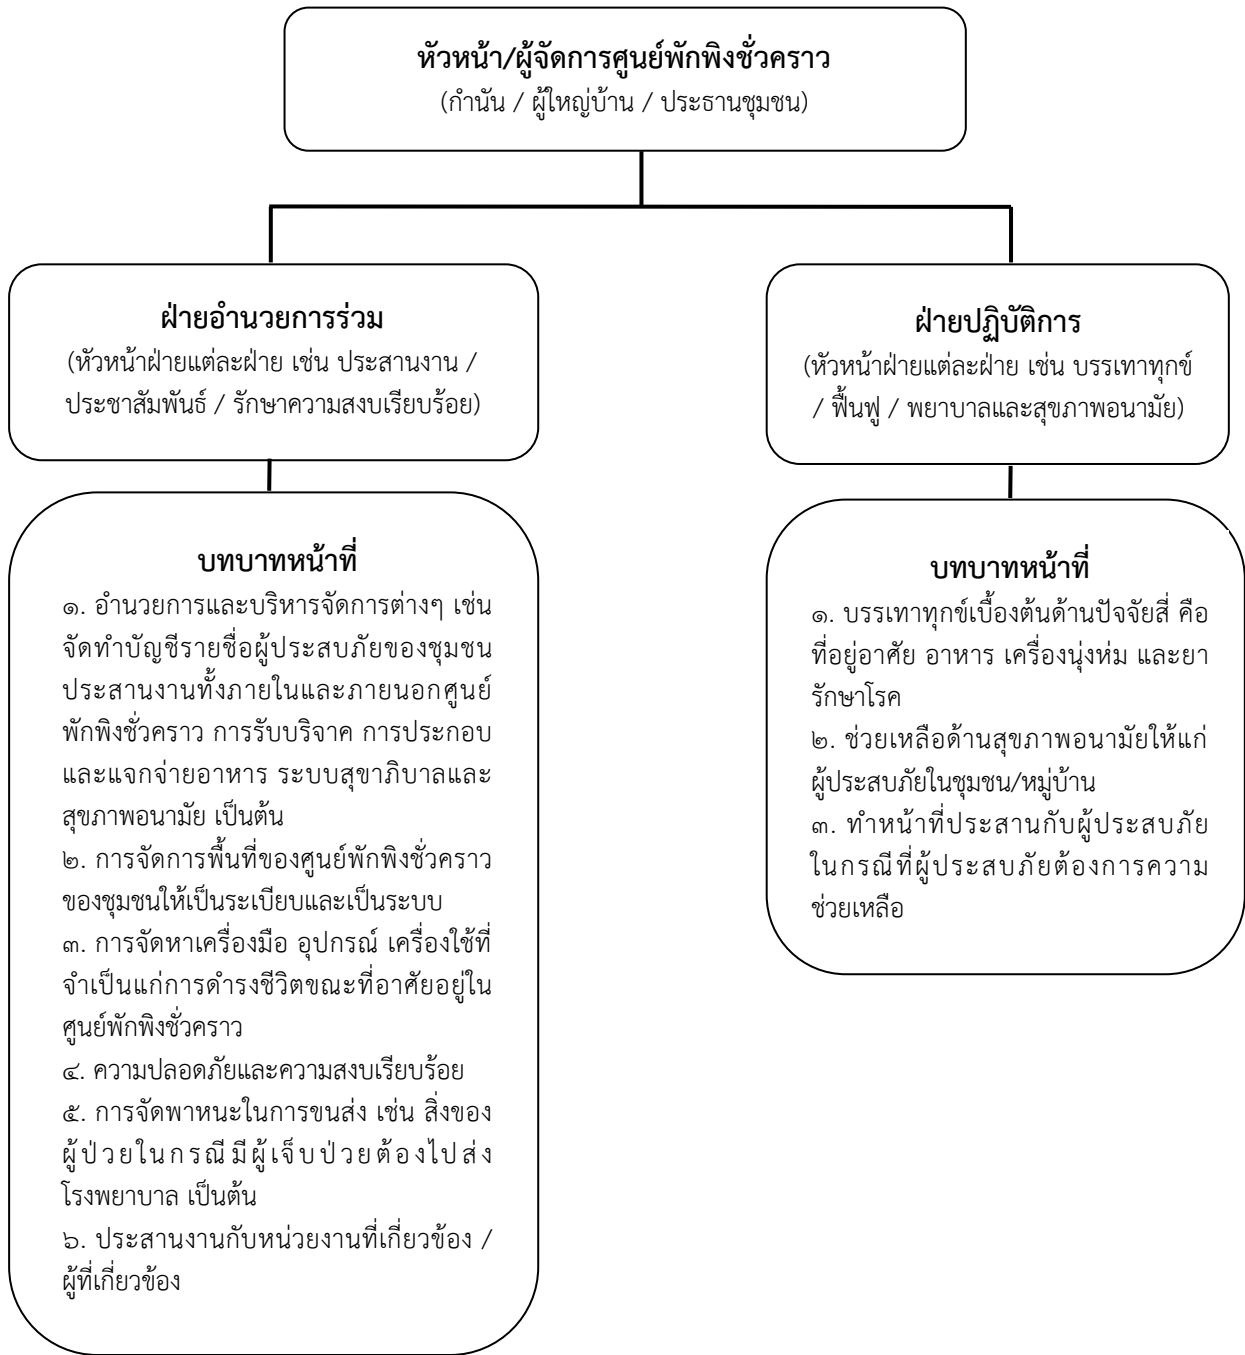 หัวหน้า/ผู้จัดการศูนย์พักพิงชั่วคราว
(กำนัน / ผู้ใหญ่บ้าน / ประธานชุมชน)
ฝ่ายอำนวยการร่วม
(หัวหน้าฝ่ายแต่ละฝ่าย เช่น ประสานงาน /
ประชาสัมพันธ์ / รักษาความสงบเรียบร้อย)
ฝ่ายปฏิบัติการ
(หัวหน้าฝ่ายแต่ละฝ่าย เช่น บรรเทาทุกข์
/ ฟื้นฟู / พยาบาลและสุขภาพอนามัย)
บทบาทหน้าที่
๑. อำนวยการและบริหารจัดการต่างๆ เช่น
จัดทำบัญชีรายชื่อผู้ประสบภัยของชุมชน
ประสานงานทั้งภายในและภายนอกศูนย์
พักพิงชั่วคราว การรับบริจาค การประกอบ
และแจกจ่ายอาหาร ระบบสุขาภิบาลและ
สุขภาพอนามัย เป็นต้น
๒. การจัดการพื้นที่ของศูนย์พักพิงชั่วคราว
ของชุมชนให้เป็นระเบียบและเป็นระบบ
๓. การจัดหาเครื่องมือ อุปกรณ์ เครื่องใช้ที่
จำเป็นแก่การดำรงชีวิตขณะที่อาศัยอยู่ใน
ศูนย์พักพิงชั่วคราว
๔. ความปลอดภัยและความสงบเรียบร้อย
๕. การจัดพาหนะในการขนส่ง เช่น สิ่งของ
ผู้ป่วยในกรณีมีผู้เจ็บป่วยต้องไปส่ง
โรงพยาบาล เป็นต้น
๖. ประสานงานกับหน่วยงานที่เกี่ยวข้อง /
ผู้ที่เกี่ยวข้อง
บทบาทหน้าที่
๑. บรรเทาทุกข์เบื้องต้นด้านปัจจัยสี่ คือ
ที่อยู่อาศัย อาหาร เครื่องนุ่งห่ม และยา
รักษาโรค
๒. ช่วยเหลือด้านสุขภาพอนามัยให้แก่
ผู้ประสบภัยในชุมชน/หมู่บ้าน
๓. ทำหน้าที่ประสานกับผู้ประสบภัย
ในกรณีที่ผู้ประสบภัยต้องการความ
ช่วยเหลือ